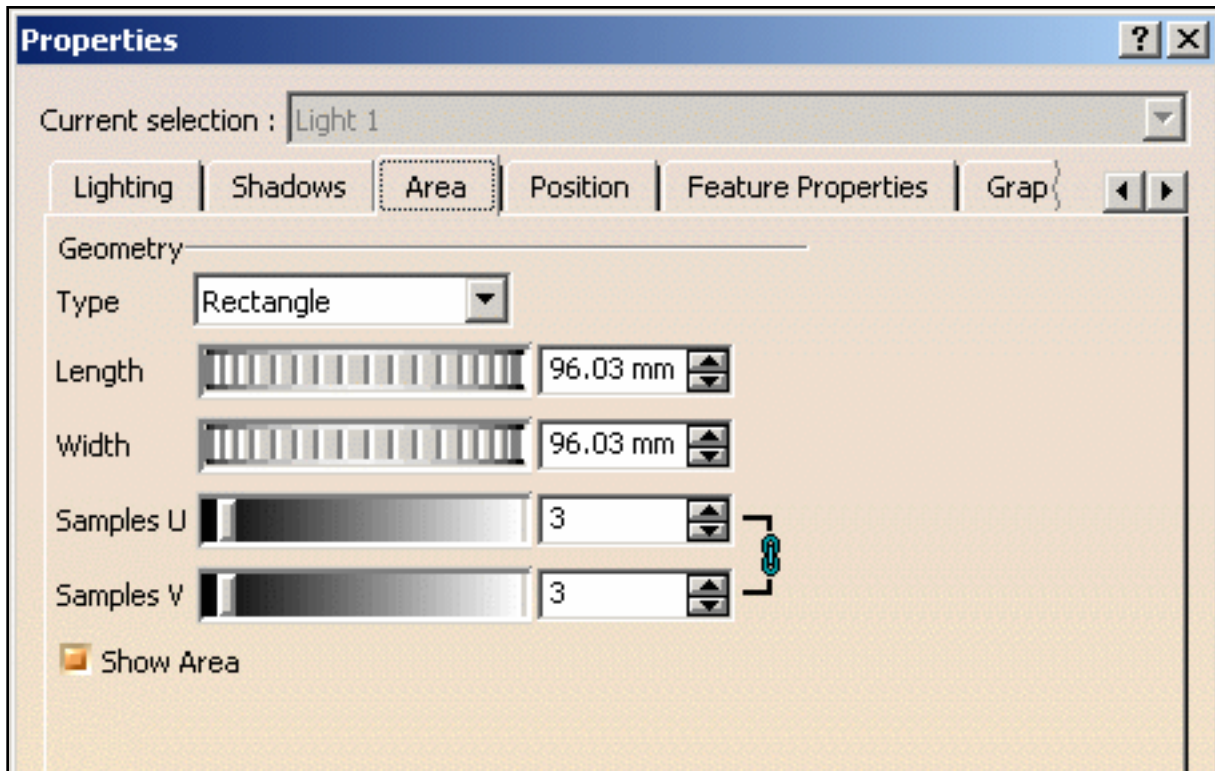 Properties
Current selection : Light 1
Lighting Shadows Area Position Feature Properties Grap
Geometry
Type Rectangle
Length 96.03 mm
Width 96.03 mm
Samples U 3
Samples V 3
Show Area